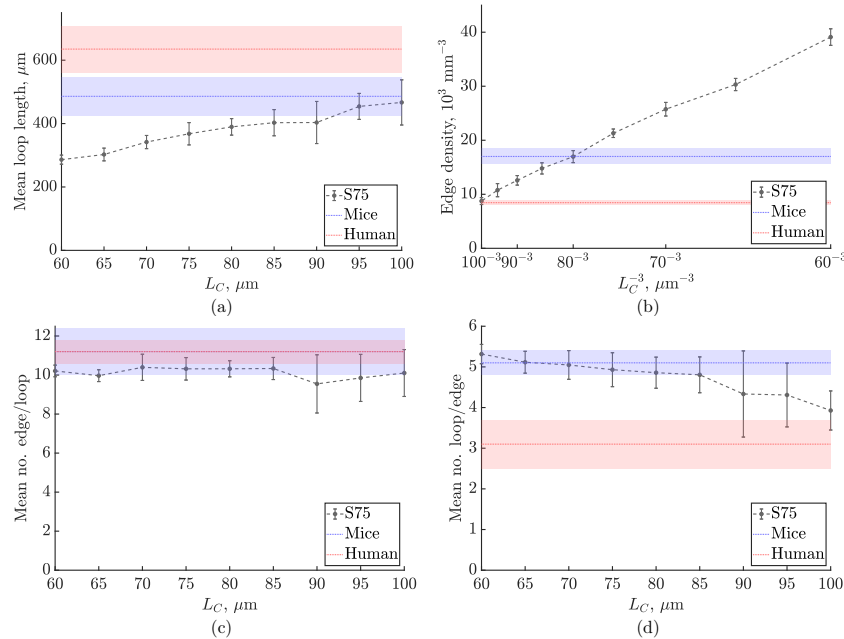 600
400
200
0
60 65 70 75 80 85 90 95 100
Mean loop length, μm
L_C, μm
S75
Mice
Human
(a)
40
30
20
10
0
100⁻³ 90⁻³ 80⁻³ 70⁻³ 60⁻³
Edge density, 10³ mm⁻³
L_C⁻³, μm⁻³
S75
Mice
Human
(b)
12
10
8
6
4
2
0
60 65 70 75 80 85 90 95 100
Mean no. edge/loop
L_C, μm
S75
Mice
Human
(c)
6
5
4
3
2
1
0
60 65 70 75 80 85 90 95 100
Mean no. loop/edge
L_C, μm
S75
Mice
Human
(d)